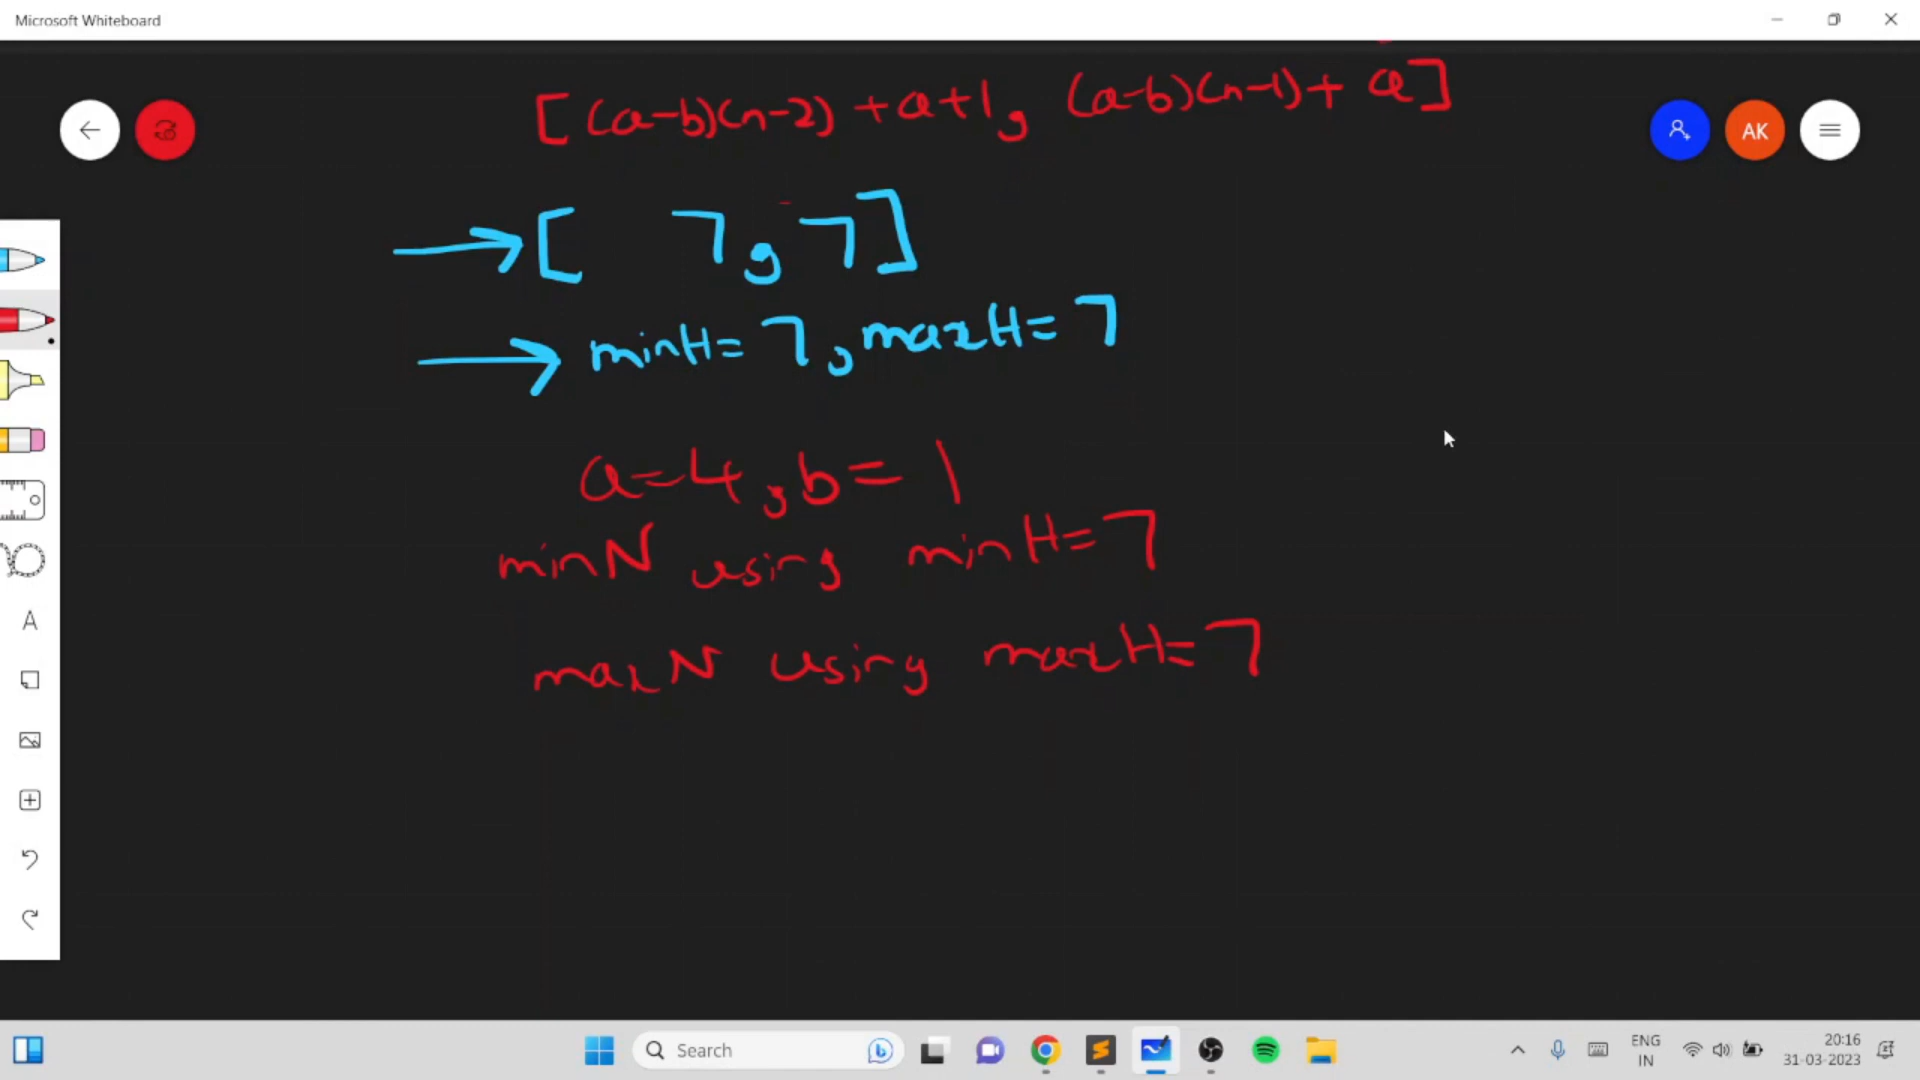 Microsoft Whiteboard
[(a-b)(n-2) + a+1, (a-b)(n-1) + a]
AK
[ 7, 7]
minH = 7, maxH = 7
a=4, b=1
minN using minH=7
maxN using maxH=7
A
Search
ENG
IN
20:16
31-03-2023